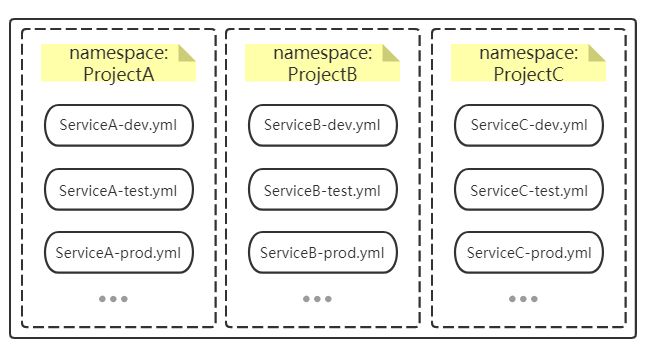 namespace:
ProjectA
ServiceA-dev.yml
ServiceA-test.yml
ServiceA-prod.yml
namespace:
ProjectB
ServiceB-dev.yml
ServiceB-test.yml
ServiceB-prod.yml
namespace:
ProjectC
ServiceC-dev.yml
ServiceC-test.yml
ServiceC-prod.yml